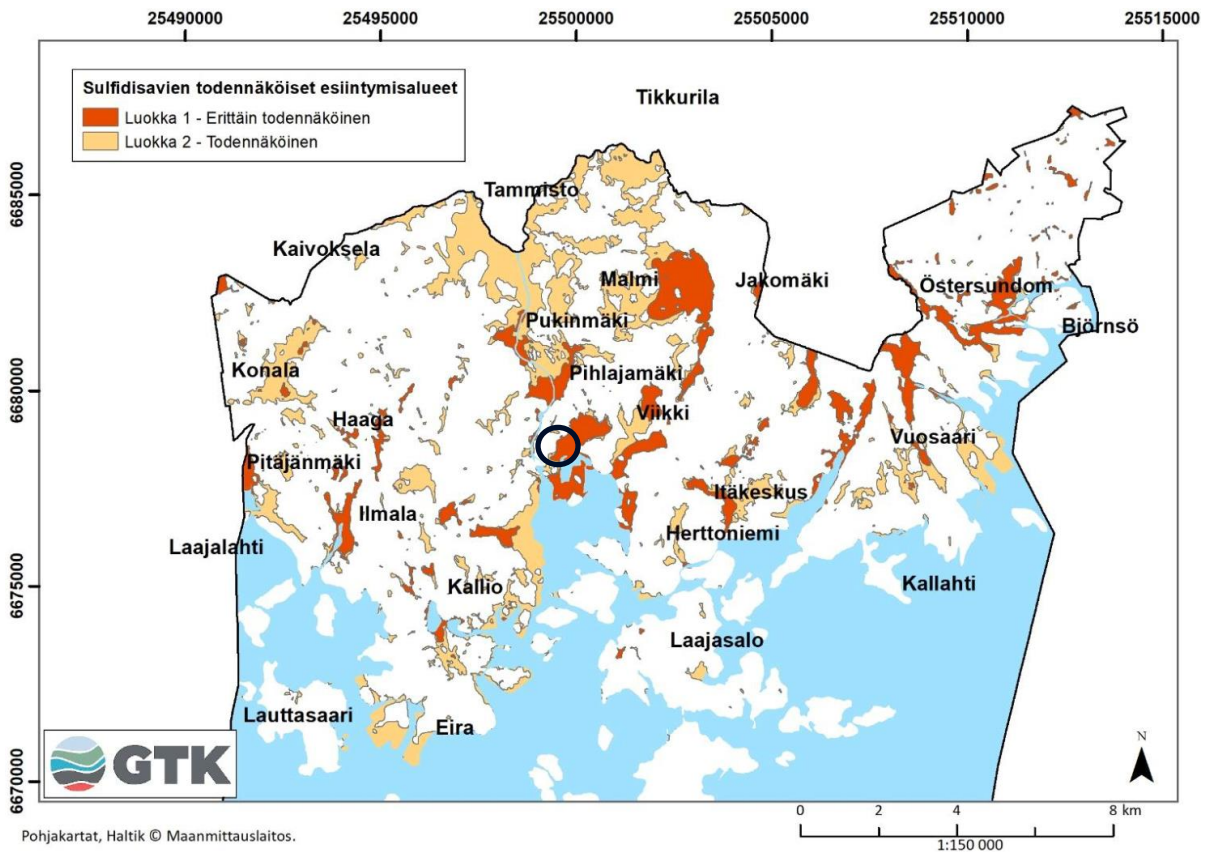 25490000 25495000 25500000 25505000 25510000 25515000
Sulfidisavien todennäköiset esiintymisalueet
Luokka 1 - Erittäin todennäköinen
Luokka 2 - Todennäköinen
Tikkurila
6685000
Tammisto
Kaivoksela
Malmi
Jakomäki
Östersundom
Pukinmäki
Björnsö
Konala
Pihlajamäki
6680000
Haaga
Viikki
Vuosaari
Pitäjänmäki
Itäkeskus
Ilmala
Herttoniemi
Laajalahti
6675000
Kallio
Kallahti
Laajasalo
Lauttasaari
Eira
GTK
N
6670000
0 2 4 8 km
1:150 000
Pohjakartat, Haltik © Maanmittauslaitos.